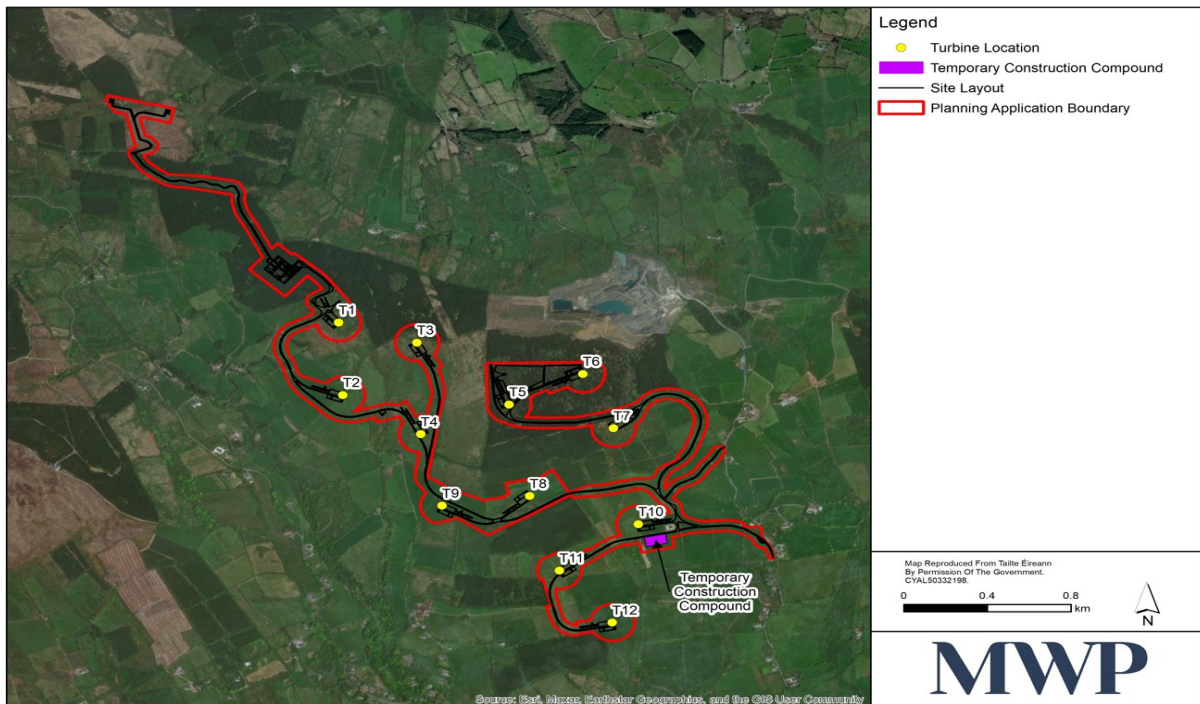 T1
T3
T2
T6
T5
T4
T7
T8
T9
T10
T11
Temporary
Construction
Compound
T12
Source: Esri, Maxar, Earthstar Geographics, and the GIS User Community
Legend
Turbine Location
Temporary Construction Compound
Site Layout
Planning Application Boundary
Map Reproduced From Tailte Éireann
By Permission Of The Government.
CYAL50332198.
0 0.4 0.8
km
N
MWP